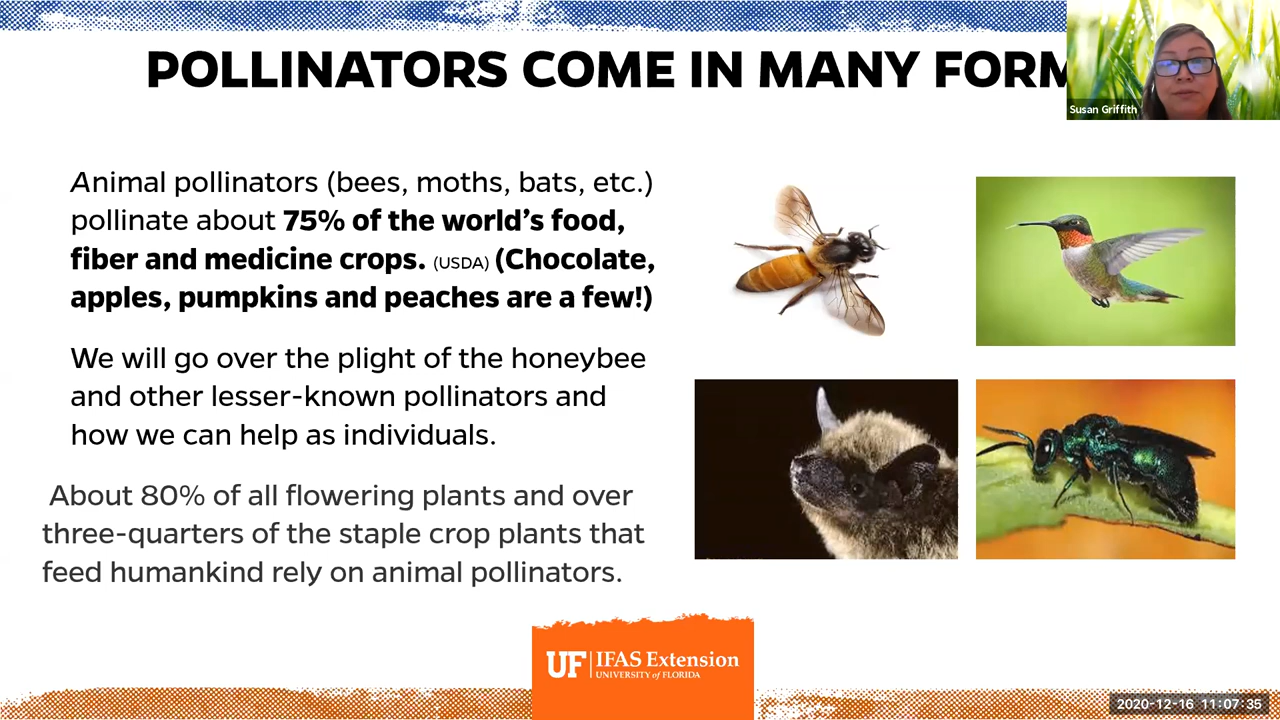 POLLINATORS COME IN MANY FORM
Susan Griffith
Animal pollinators (bees, moths, bats, etc.)
pollinate about 75% of the world's food,
fiber and medicine crops. (USDA) (Chocolate,
apples, pumpkins and peaches are a few!)
We will go over the plight of the honeybee
and other lesser-known pollinators and
how we can help as individuals.
About 80% of all flowering plants and over
three-quarters of the staple crop plants that
feed humankind rely on animal pollinators.
UF IFAS Extension
UNIVERSITY of FLORIDA
2020-12-16 11:07:35